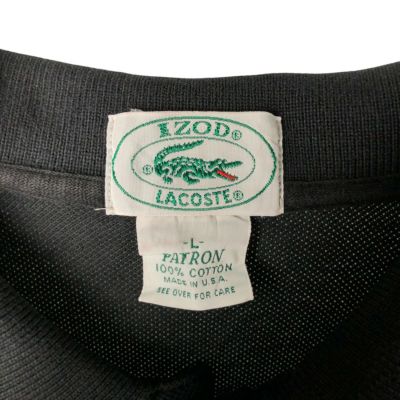 IZOD®
®
LACOSTE®
-L-
PATRON
100% COTTON
MADE IN U.S.A.
SEE OVER FOR CARE